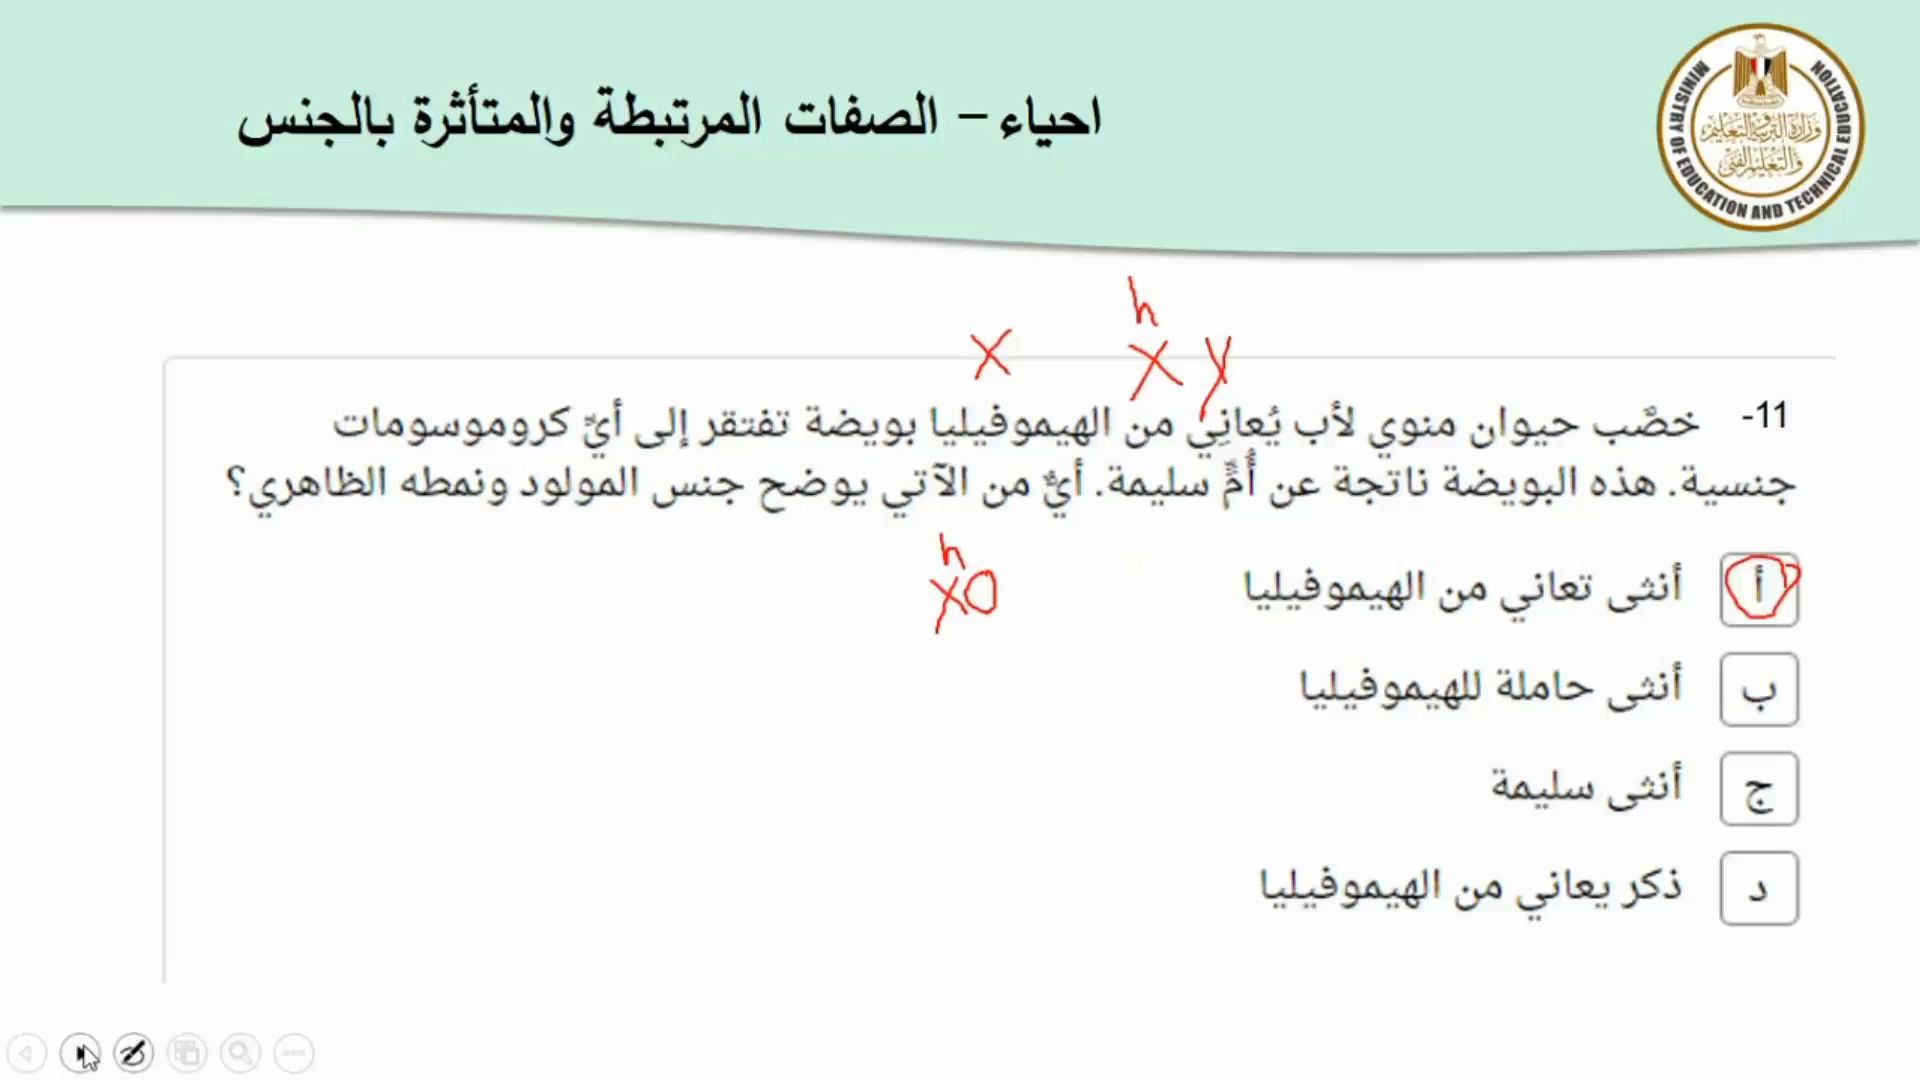 احياء – الصفات المرتبطة والمتأثرة بالجنس
وزارة التربية والتعليم
والتعليم الفني
MINISTRY OF EDUCATION AND TECHNICAL EDUCATION
h
X X y
11- خصَّب حيوان منوي لأب يُعانِي من الهيموفيليا بويضة تفتقر إلى أيِّ كروموسومات
جنسية. هذه البويضة ناتجة عن أُمٍّ سليمة. أيٌّ من الآتي يوضح جنس المولود ونمطه الظاهري؟
h
XO
أ أنثى تعاني من الهيموفيليا
ب أنثى حاملة للهيموفيليا
ج أنثى سليمة
د ذكر يعاني من الهيموفيليا